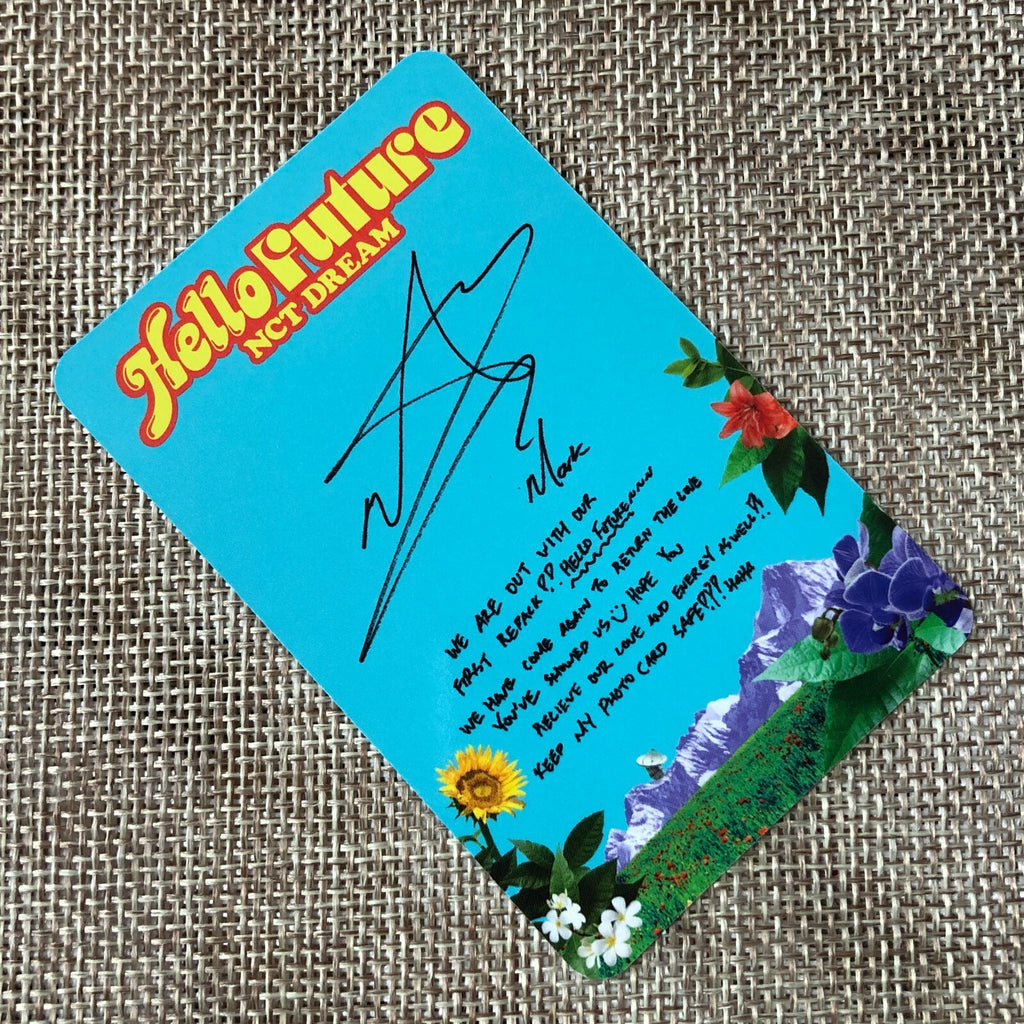 Hello Future
NCT DREAM
Mark
WE ARE OUT WITH OUR
FIRST REPACK!? HELLO FUTURE~~~
WE HAVE COME AGAIN TO RETURN THE LOVE
YOU'VE SHOWED US HOPE YOU
RECIEVE OUR LOVE AND ENERGY AS WELL!?
KEEP MY PHOTO CARD SAFE?!?! HAHA